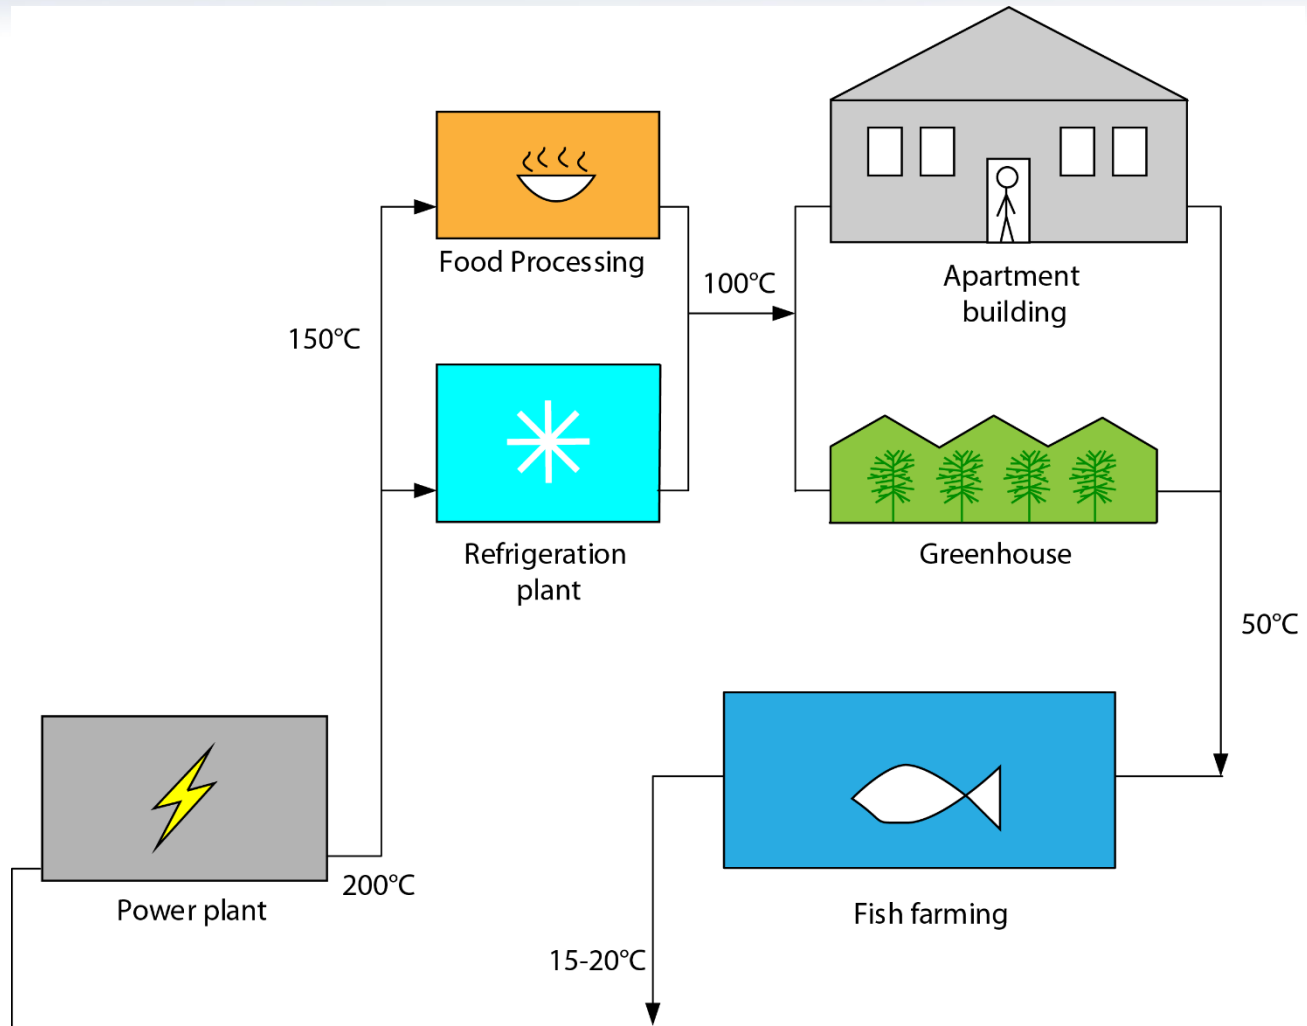 Food Processing
150°C
100°C
Apartment
building
Refrigeration
plant
Greenhouse
50°C
Power plant
200°C
Fish farming
15-20°C